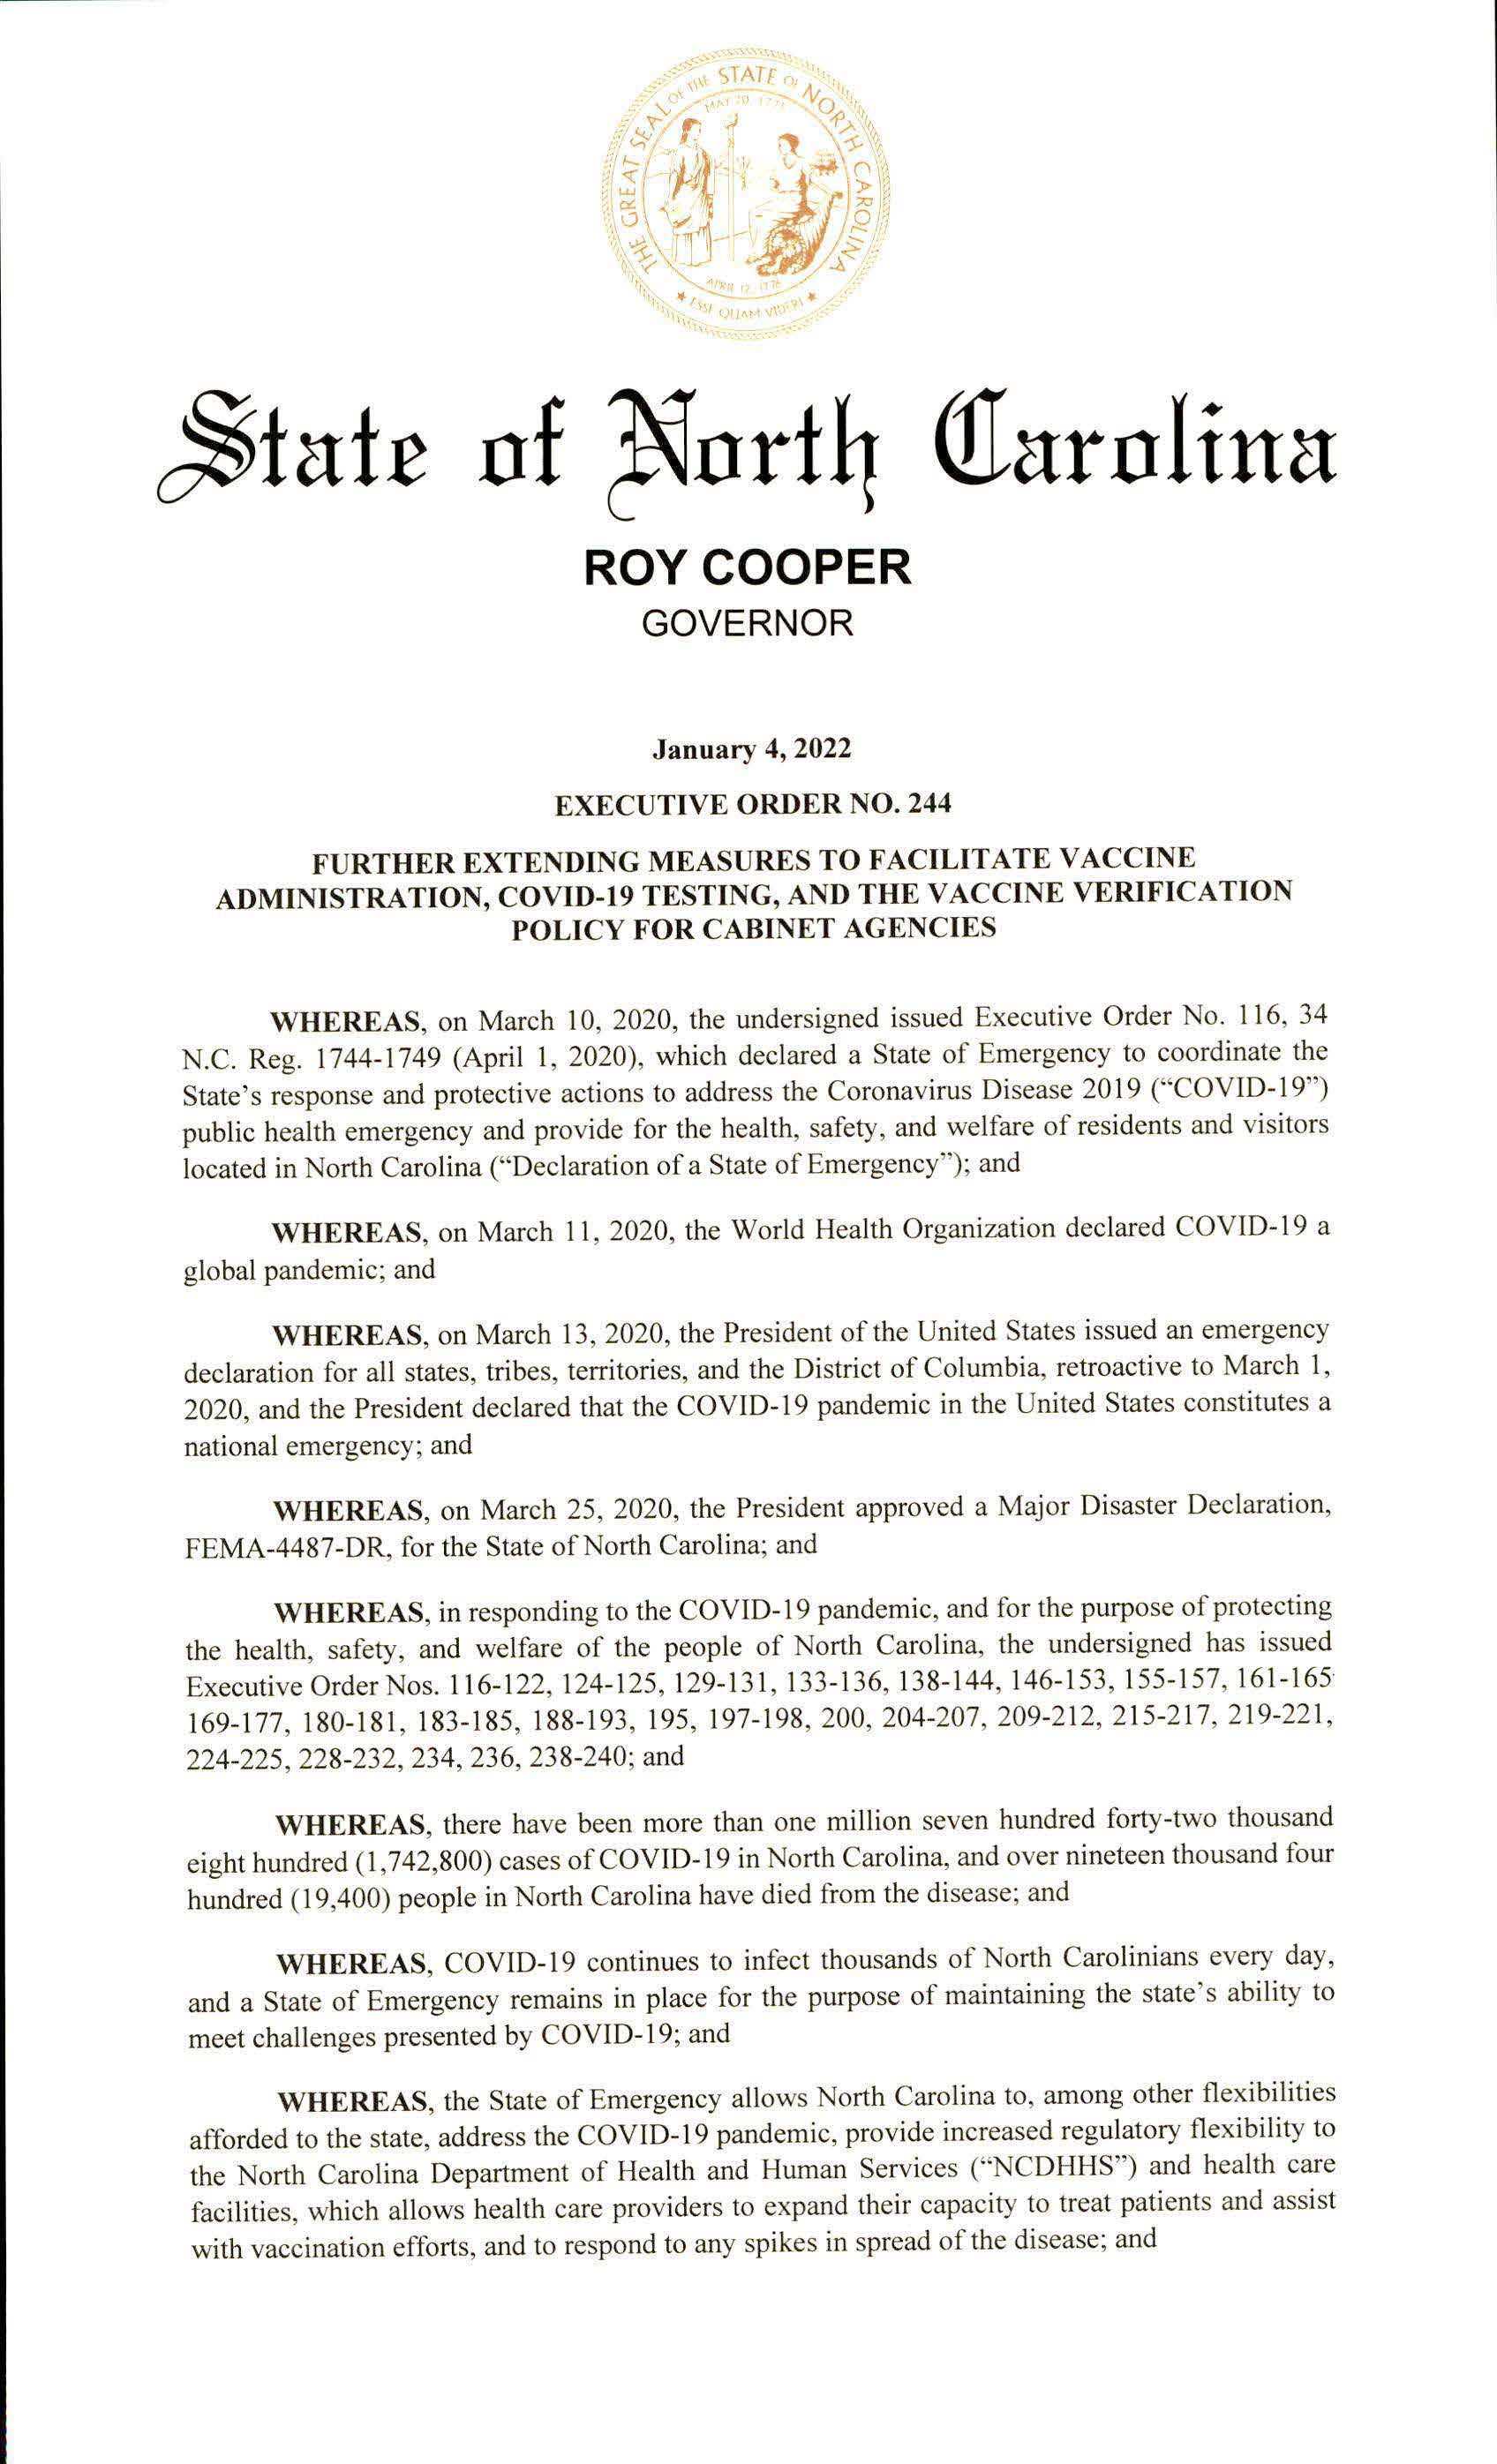 THE GREAT SEAL OF THE STATE OF NORTH CAROLINA
MAY 20, 1775
APRIL 12, 1776
★ ESSE QUAM VIDERI ★
State of North Carolina
ROY COOPER
GOVERNOR
January 4, 2022
EXECUTIVE ORDER NO. 244
FURTHER EXTENDING MEASURES TO FACILITATE VACCINE
ADMINISTRATION, COVID-19 TESTING, AND THE VACCINE VERIFICATION
POLICY FOR CABINET AGENCIES
WHEREAS, on March 10, 2020, the undersigned issued Executive Order No. 116, 34
N.C. Reg. 1744-1749 (April 1, 2020), which declared a State of Emergency to coordinate the
State's response and protective actions to address the Coronavirus Disease 2019 (“COVID-19”)
public health emergency and provide for the health, safety, and welfare of residents and visitors
located in North Carolina (“Declaration of a State of Emergency”); and
WHEREAS, on March 11, 2020, the World Health Organization declared COVID-19 a
global pandemic; and
WHEREAS, on March 13, 2020, the President of the United States issued an emergency
declaration for all states, tribes, territories, and the District of Columbia, retroactive to March 1,
2020, and the President declared that the COVID-19 pandemic in the United States constitutes a
national emergency; and
WHEREAS, on March 25, 2020, the President approved a Major Disaster Declaration,
FEMA-4487-DR, for the State of North Carolina; and
WHEREAS, in responding to the COVID-19 pandemic, and for the purpose of protecting
the health, safety, and welfare of the people of North Carolina, the undersigned has issued
Executive Order Nos. 116-122, 124-125, 129-131, 133-136, 138-144, 146-153, 155-157, 161-165
169-177, 180-181, 183-185, 188-193, 195, 197-198, 200, 204-207, 209-212, 215-217, 219-221,
224-225, 228-232, 234, 236, 238-240; and
WHEREAS, there have been more than one million seven hundred forty-two thousand
eight hundred (1,742,800) cases of COVID-19 in North Carolina, and over nineteen thousand four
hundred (19,400) people in North Carolina have died from the disease; and
WHEREAS, COVID-19 continues to infect thousands of North Carolinians every day,
and a State of Emergency remains in place for the purpose of maintaining the state's ability to
meet challenges presented by COVID-19; and
WHEREAS, the State of Emergency allows North Carolina to, among other flexibilities
afforded to the state, address the COVID-19 pandemic, provide increased regulatory flexibility to
the North Carolina Department of Health and Human Services (“NCDHHS”) and health care
facilities, which allows health care providers to expand their capacity to treat patients and assist
with vaccination efforts, and to respond to any spikes in spread of the disease; and